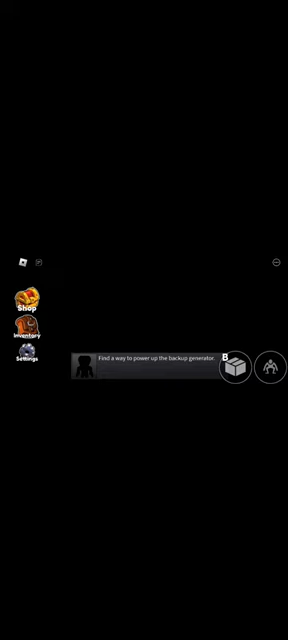 Shop
Inventory
Settings
Find a way to power up the backup generator.
B